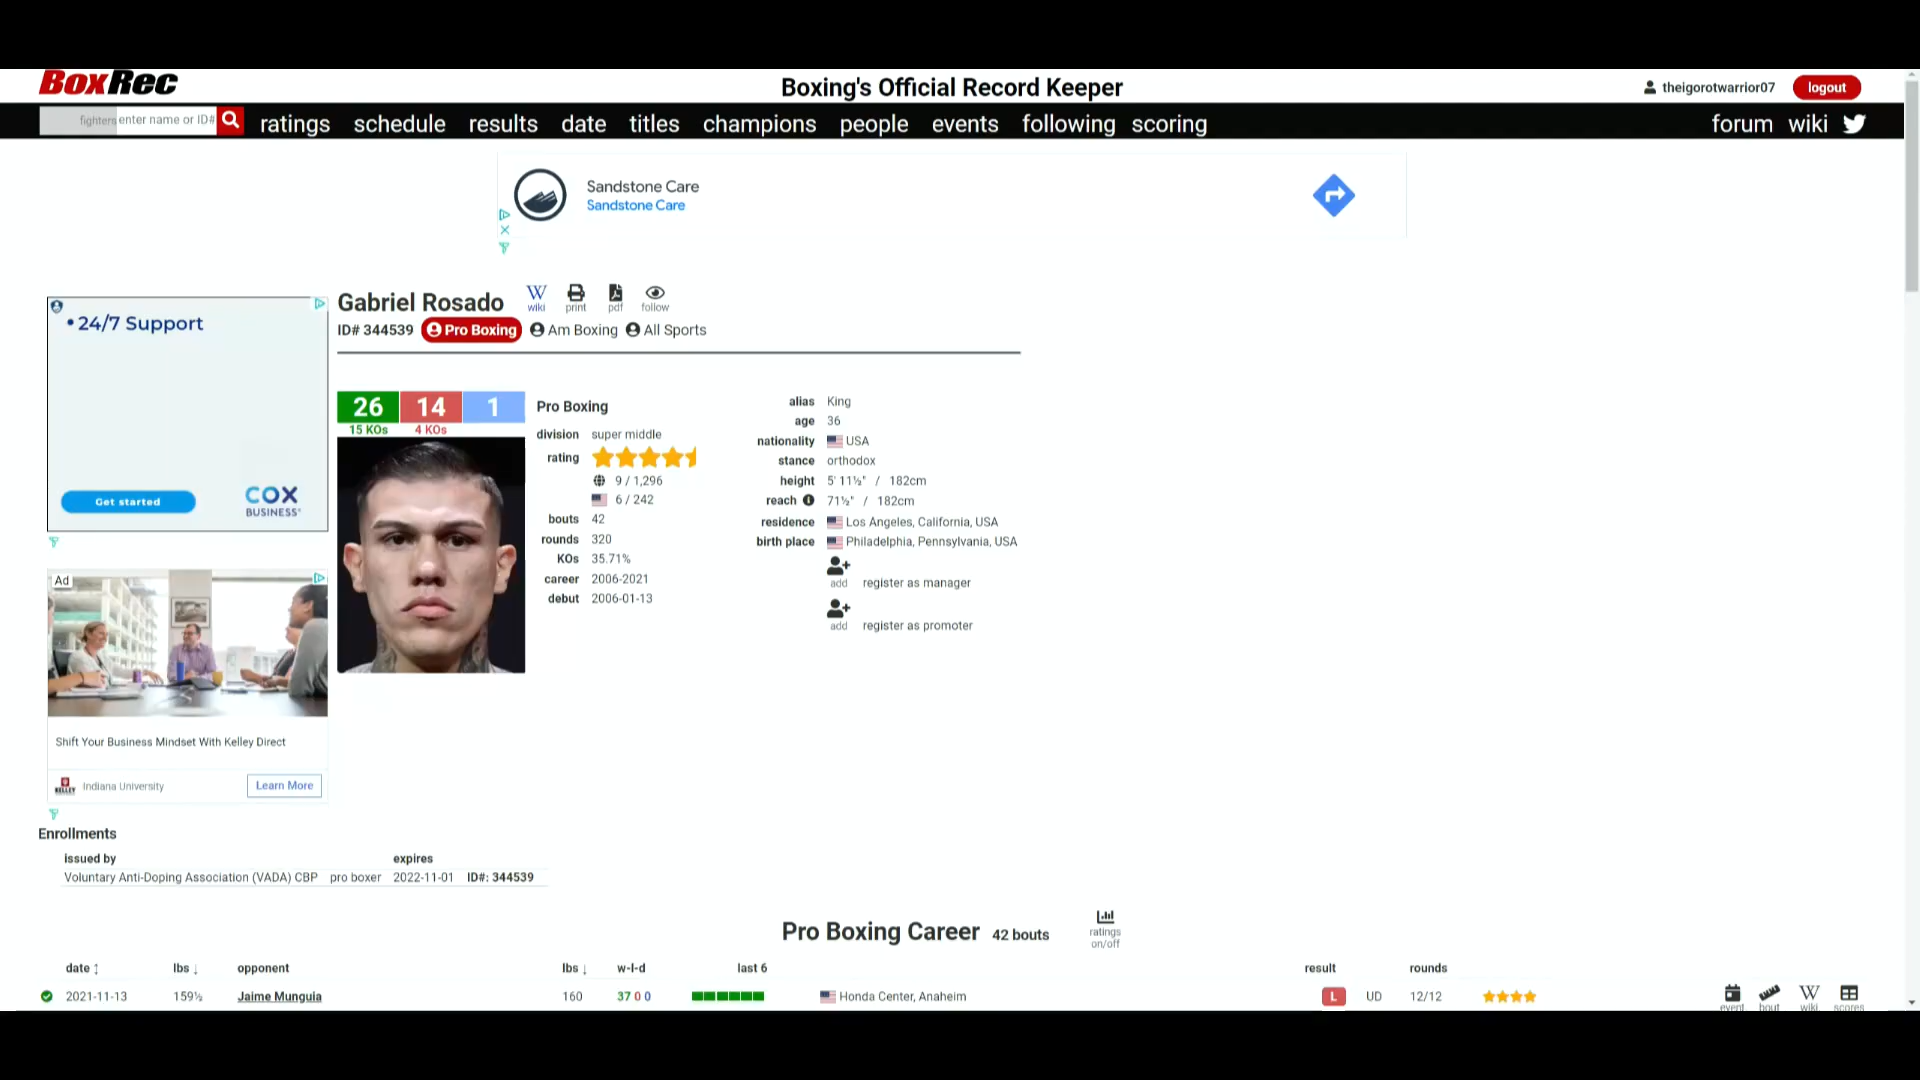 BoxRec
Boxing's Official Record Keeper
theigorotwarrior07
logout
fighters enter name or ID#
ratings schedule results date titles champions people events following scoring
forum wiki
Sandstone Care
Sandstone Care
• 24/7 Support
Get started
COX
BUSINESS
Ad
Shift Your Business Mindset With Kelley Direct
KELLEY
Indiana University
Learn More
Gabriel Rosado
W
wiki print pdf follow
ID# 344539 Pro Boxing Am Boxing All Sports
26 14 1
15 KOs 4 KOs
Pro Boxing
division super middle
rating
9 / 1,296
6 / 242
bouts 42
rounds 320
KOs 35.71%
career 2006-2021
debut 2006-01-13
alias King
age 36
nationality USA
stance orthodox
height 5′ 11½″ / 182cm
reach 71½″ / 182cm
residence Los Angeles, California, USA
birth place Philadelphia, Pennsylvania, USA
add register as manager
add register as promoter
Enrollments
issued by expires
Voluntary Anti-Doping Association (VADA) CBP pro boxer 2022-11-01 ID#: 344539
Pro Boxing Career 42 bouts
ratings
on/off
date lbs opponent lbs w-l-d last 6 result rounds
2021-11-13 159½ Jaime Munguia 160 37 0 0 Honda Center, Anaheim L UD 12/12
W
event bout wiki scores